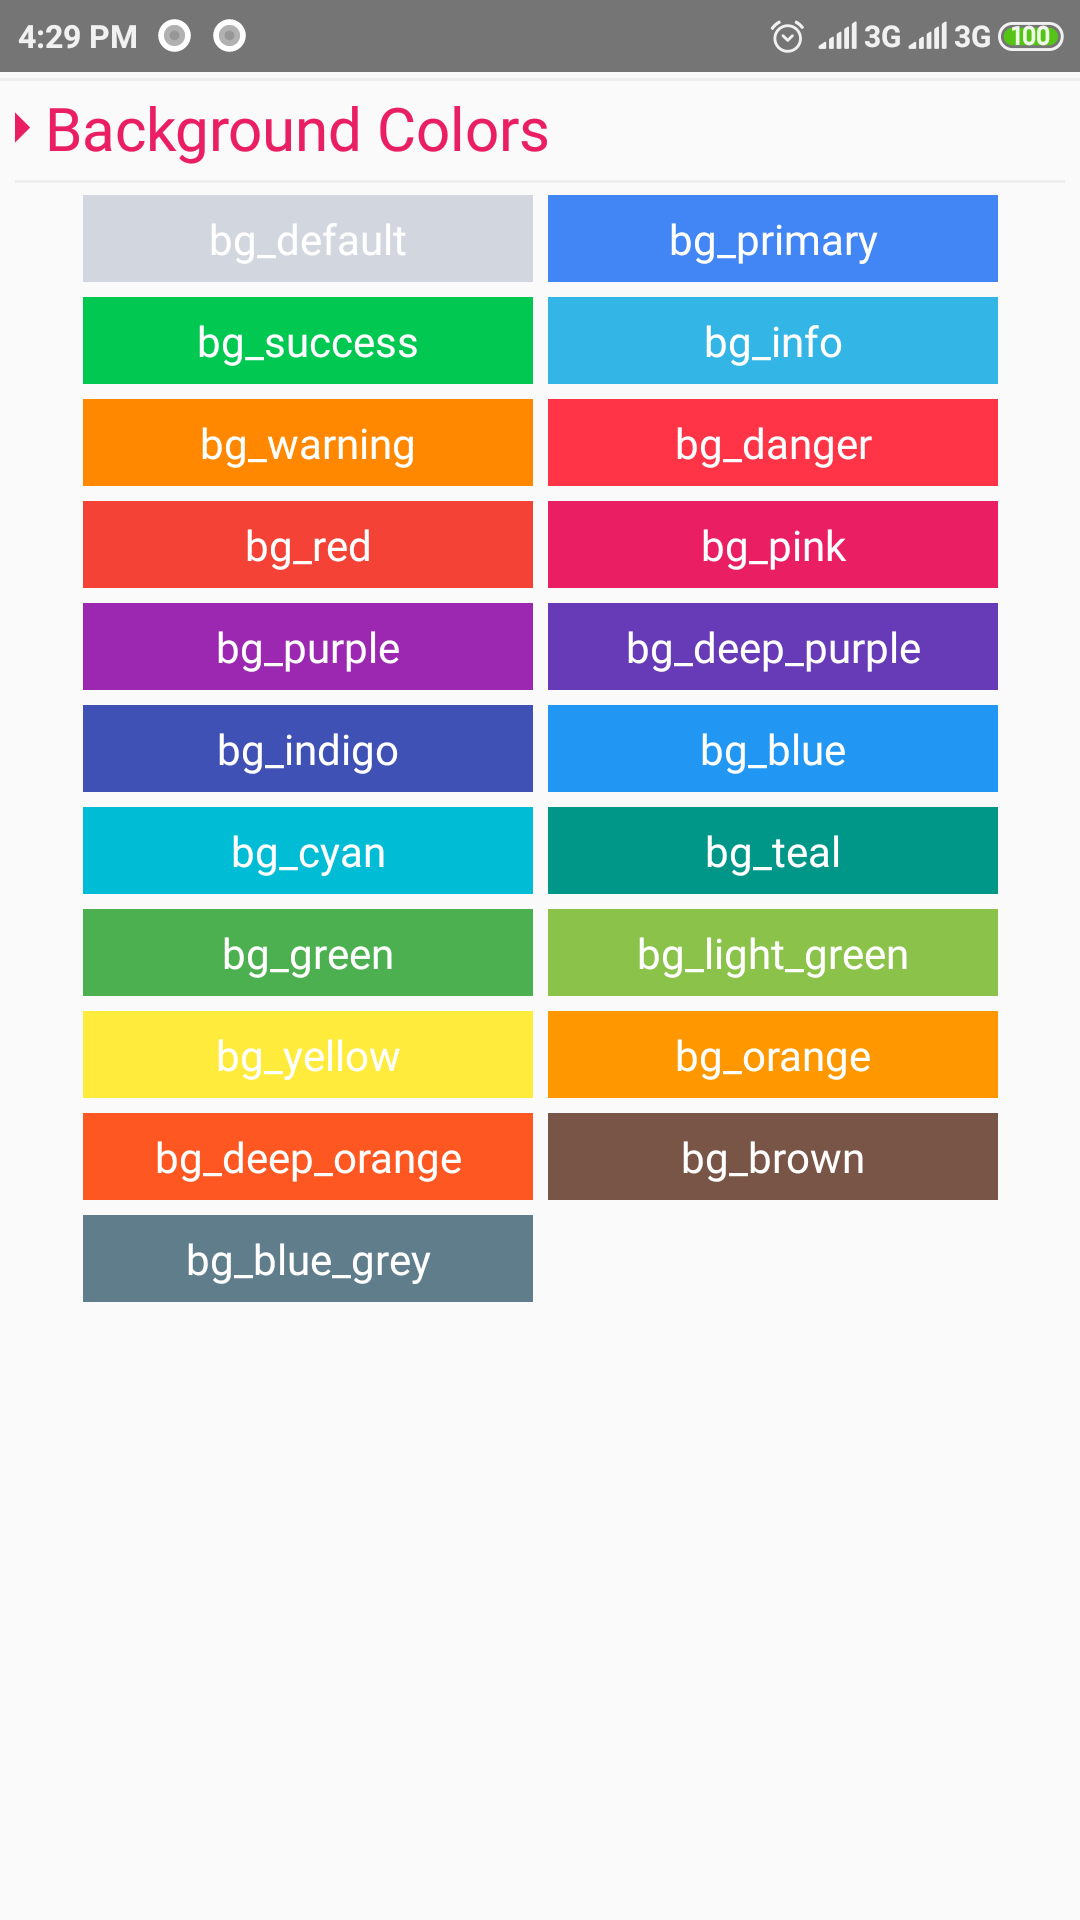 4:29 PM 3G 3G 100
Background Colors
bg_default bg_primary
bg_success bg_info
bg_warning bg_danger
bg_red bg_pink
bg_purple bg_deep_purple
bg_indigo bg_blue
bg_cyan bg_teal
bg_green bg_light_green
bg_yellow bg_orange
bg_deep_orange bg_brown
bg_blue_grey